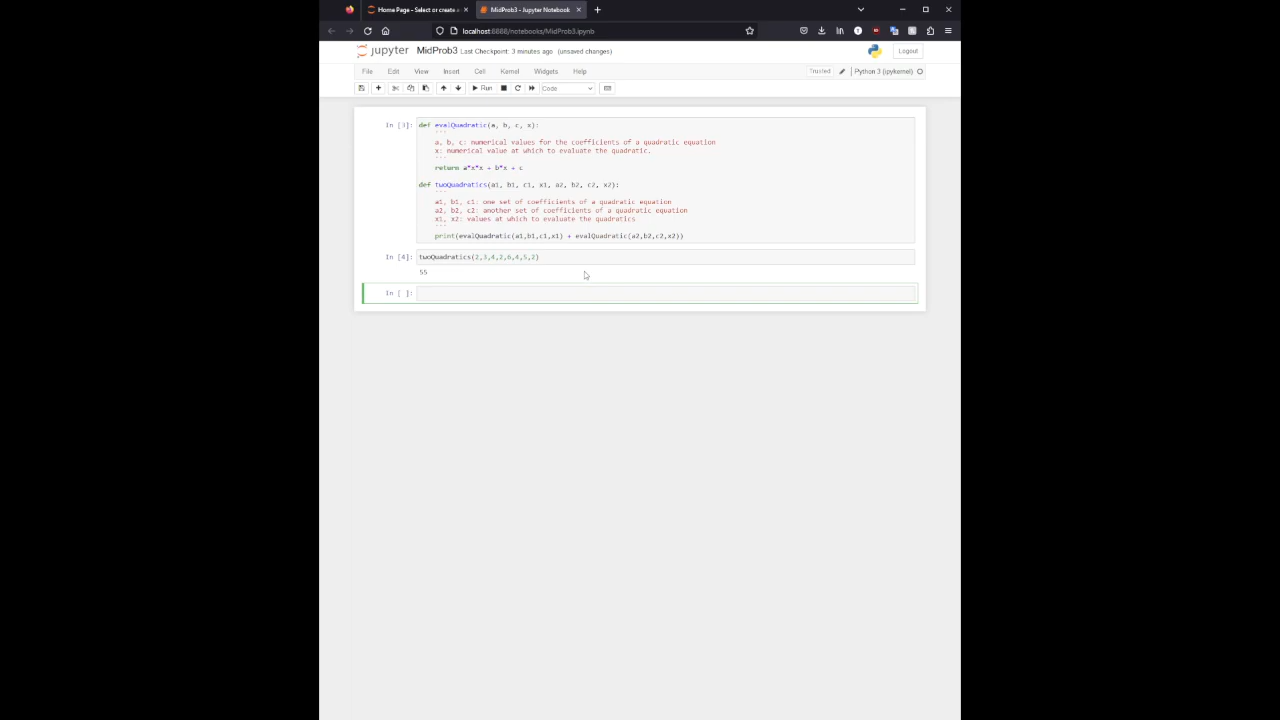 Home Page - Select or create a
MidProb3 - Jupyter Notebook
localhost:8888/notebooks/MidProb3.ipynb
jupyter MidProb3 Last Checkpoint: 3 minutes ago (unsaved changes)
Logout
File Edit View Insert Cell Kernel Widgets Help
Trusted
Python 3 (ipykernel)
Run
Code
In [3]: def evalQuadratic(a, b, c, x):
'''
a, b, c: numerical values for the coefficients of a quadratic equation
x: numerical value at which to evaluate the quadratic.
'''
return a*x*x + b*x + c
def twoQuadratics(a1, b1, c1, x1, a2, b2, c2, x2):
'''
a1, b1, c1: one set of coefficients of a quadratic equation
a2, b2, c2: another set of coefficients of a quadratic equation
x1, x2: values at which to evaluate the quadratics
'''
print(evalQuadratic(a1,b1,c1,x1) + evalQuadratic(a2,b2,c2,x2))
In [4]: twoQuadratics(2,3,4,2,6,4,5,2)
55
In [ ]: